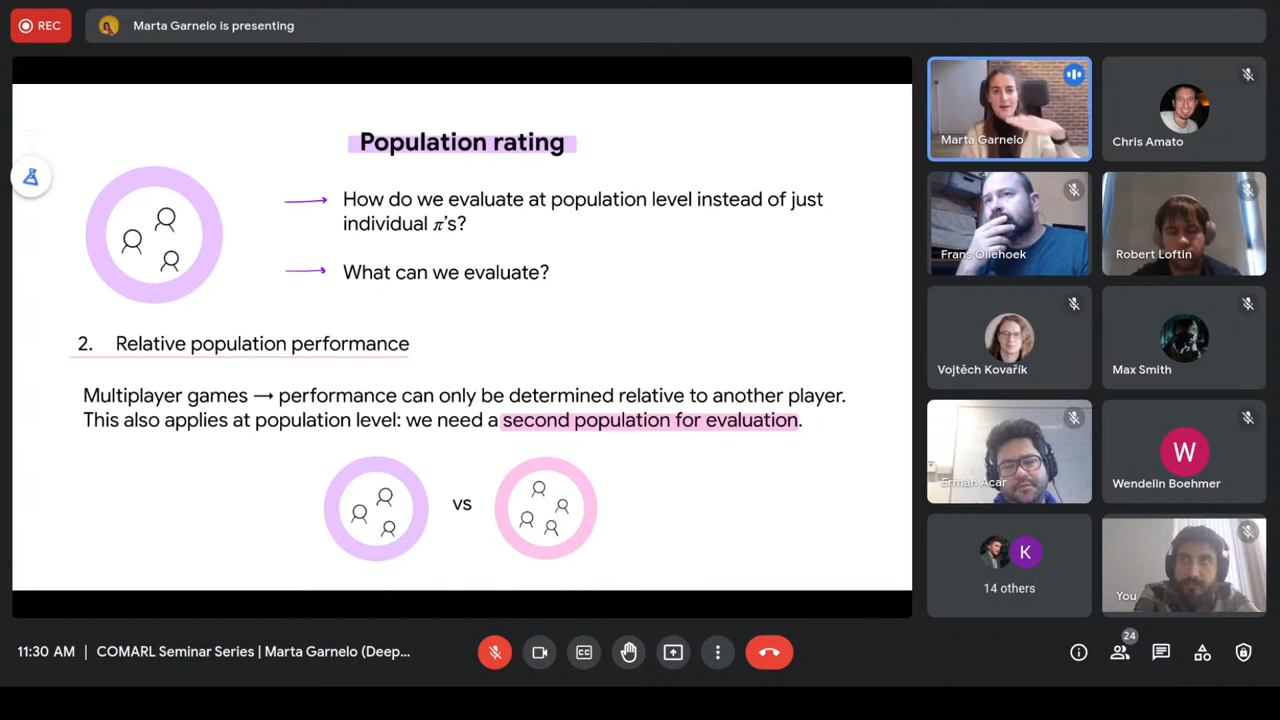 REC
Marta Garnelo is presenting
Population rating
How do we evaluate at population level instead of just
individual π's?
What can we evaluate?
2. Relative population performance
Multiplayer games → performance can only be determined relative to another player.
This also applies at population level: we need a second population for evaluation.
vs
Marta Garnelo
Chris Amato
Frans Oliehoek
Robert Loftin
Vojtěch Kovařík
Max Smith
Erman Acar
W
Wendelin Boehmer
K
14 others
You
11:30 AM | COMARL Seminar Series | Marta Garnelo (Deep...
24